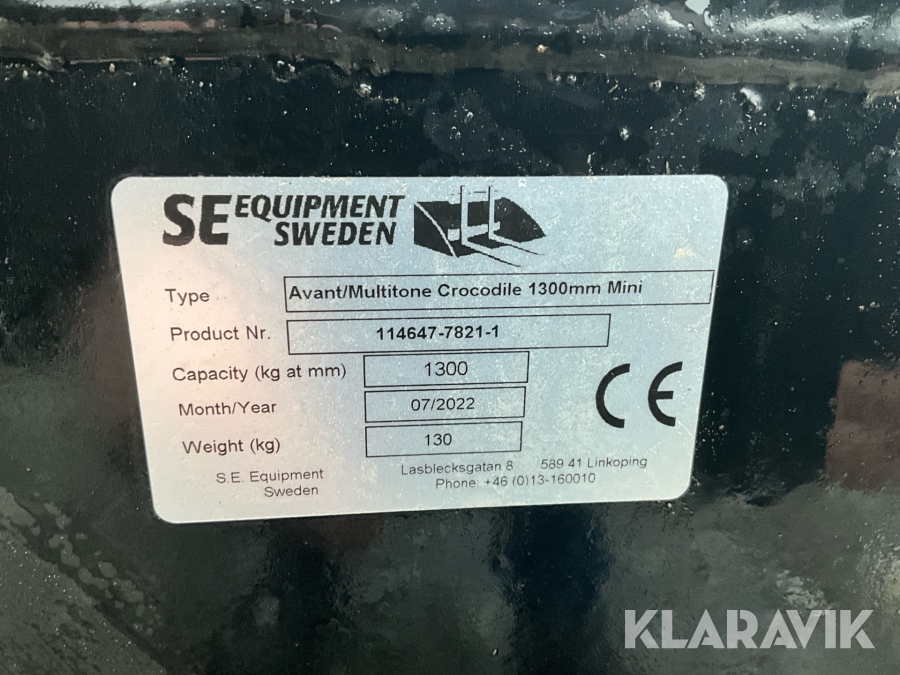 SE EQUIPMENT
SWEDEN
Type Avant/Multitone Crocodile 1300mm Mini
Product Nr. 114647-7821-1
Capacity (kg at mm) 1300
Month/Year 07/2022
Weight (kg) 130
CE
S.E. Equipment Lasblecksgatan 8 589 41 Linkoping
Sweden Phone +46 (0)13-160010
KLARAVIK